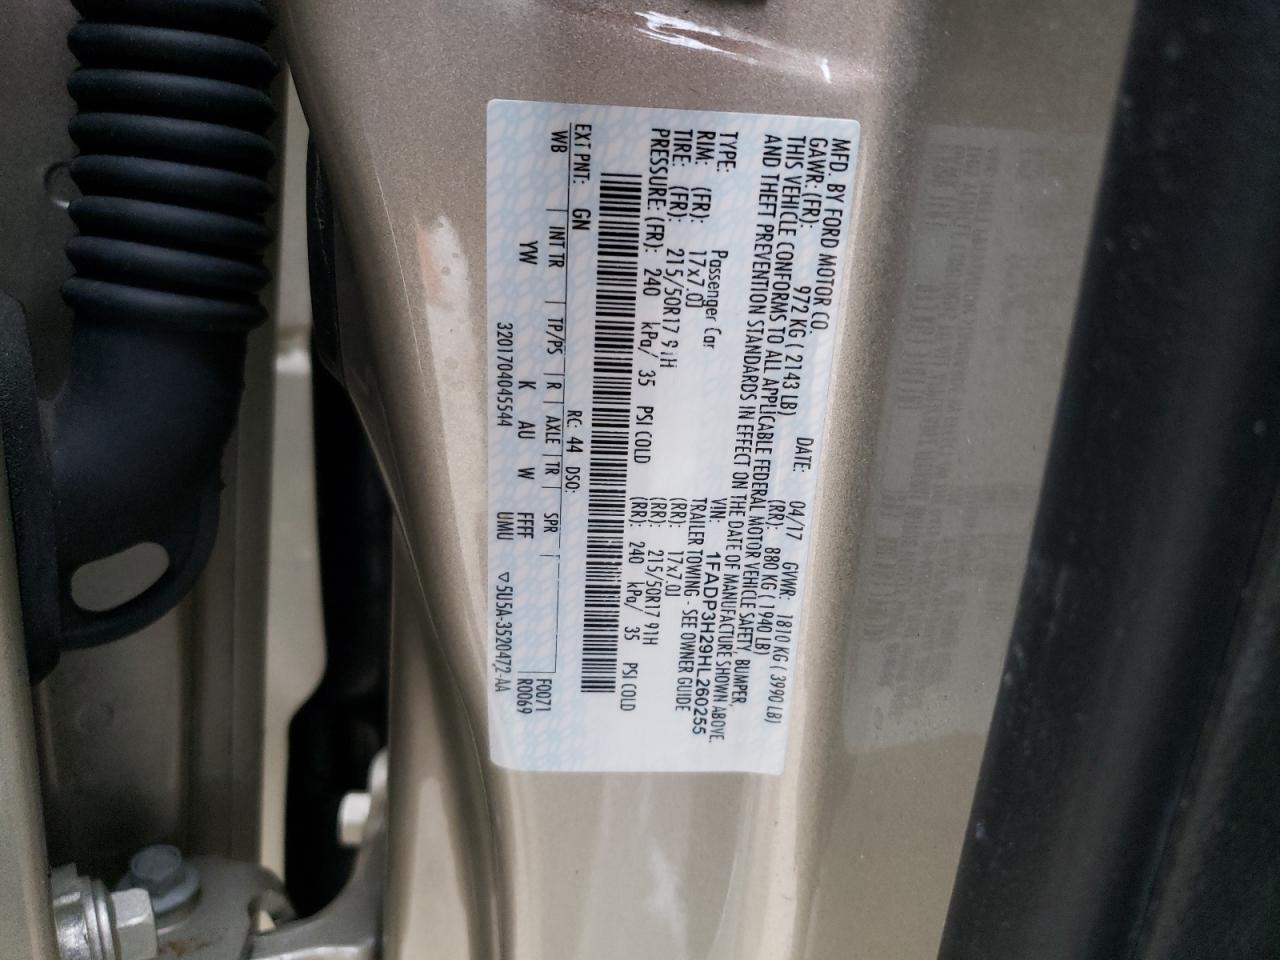 MFD. BY FORD MOTOR CO.
DATE: 04/17 GVWR: 1810 KG ( 3990 LB)
GAWR: (FR): 972 KG ( 2143 LB) (RR): 880 KG ( 1940 LB)
THIS VEHICLE CONFORMS TO ALL APPLICABLE FEDERAL MOTOR VEHICLE SAFETY, BUMPER,
AND THEFT PREVENTION STANDARDS IN EFFECT ON THE DATE OF MANUFACTURE SHOWN ABOVE.
VIN: 1FADP3H29HL260255
TYPE: Passenger Car TRAILER TOWING - SEE OWNER GUIDE
RIM: (FR): 17x7.0J (RR): 17x7.0J
TIRE: (FR): 215/50R17 91H (RR): 215/50R17 91H
PRESSURE: (FR): 240 kPa/ 35 PSI COLD (RR): 240 kPa/ 35 PSI COLD
EXT PNT: GN RC: 44 DSO:
WB INT TR TP/PS R AXLE TR SPR F0071
YW K AU W FFFF R0069
3201704045544 UMU ▽5U5A-3520472-AA